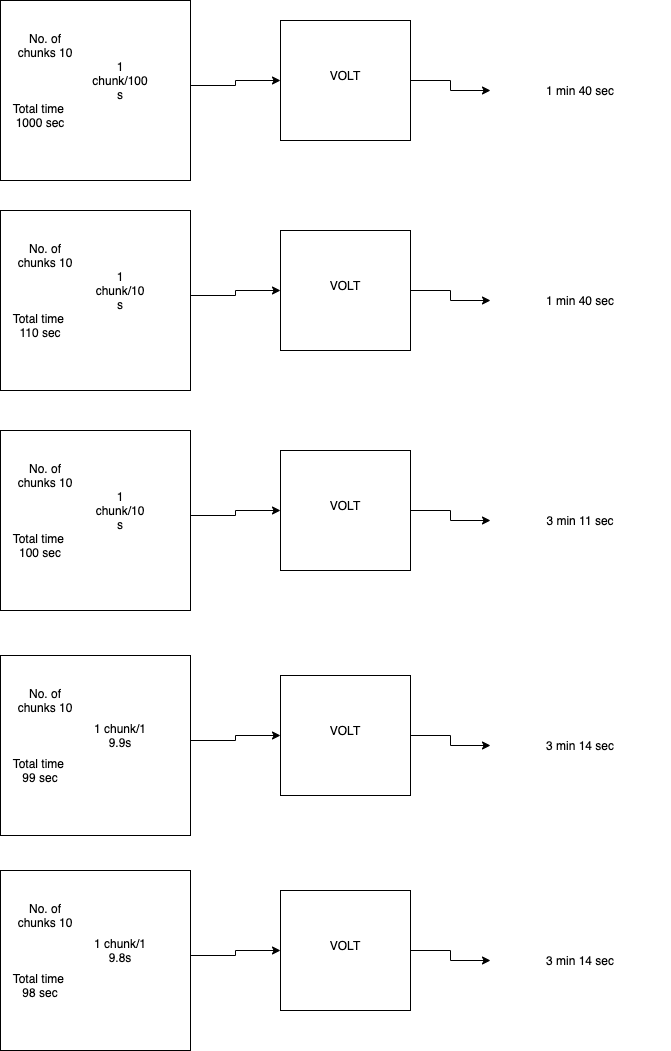 No. of
chunks 10
1
chunk/100
s
Total time
1000 sec
VOLT
1 min 40 sec
No. of
chunks 10
1
chunk/10
s
Total time
110 sec
VOLT
1 min 40 sec
No. of
chunks 10
1
chunk/10
s
Total time
100 sec
VOLT
3 min 11 sec
No. of
chunks 10
1 chunk/1
9.9s
Total time
99 sec
VOLT
3 min 14 sec
No. of
chunks 10
1 chunk/1
9.8s
Total time
98 sec
VOLT
3 min 14 sec